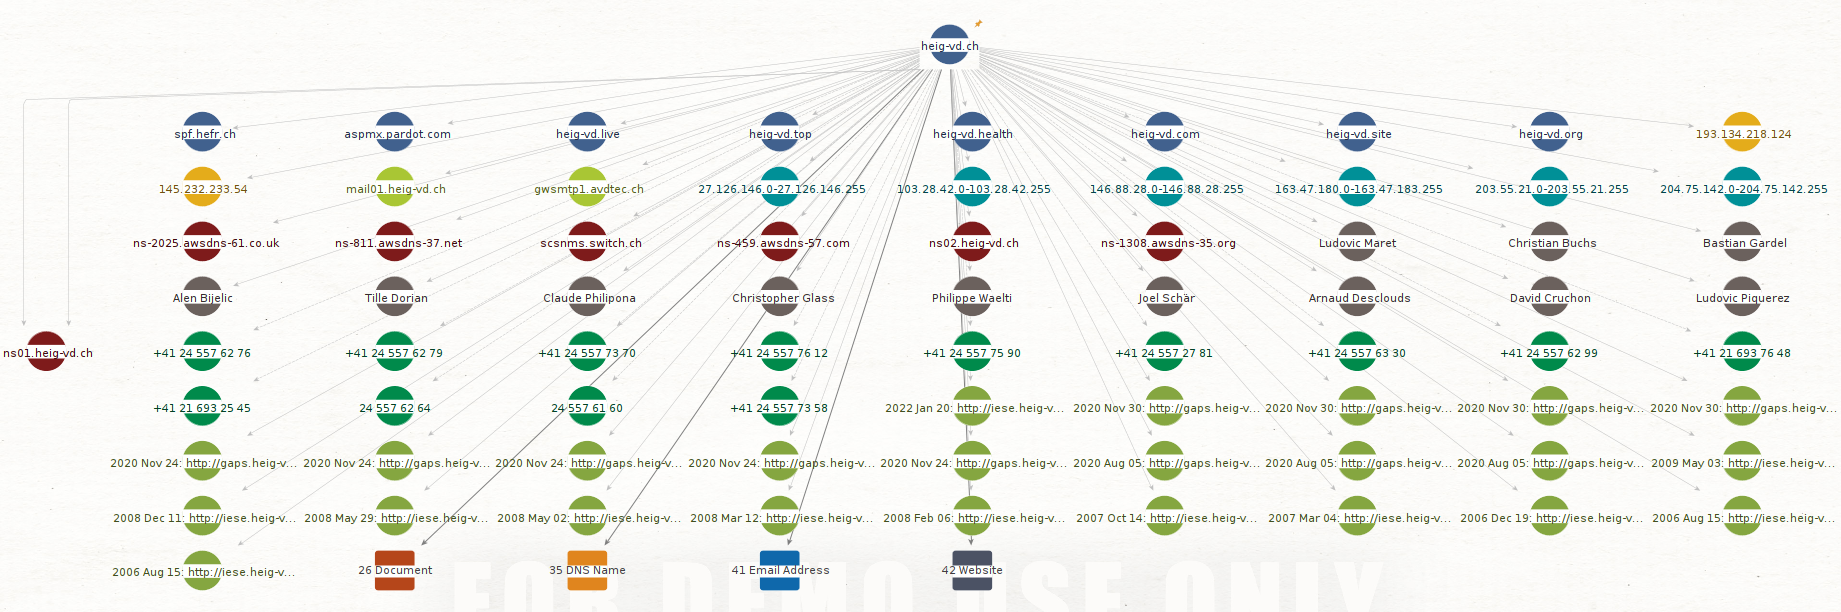 heig-vd.ch
spf.hefr.ch
aspmx.pardot.com
heig-vd.live
heig-vd.top
heig-vd.health
heig-vd.com
heig-vd.site
heig-vd.org
193.134.218.124
145.232.233.54
mail01.heig-vd.ch
gwsmtp1.avdtec.ch
27.126.146.0-27.126.146.255
103.28.42.0-103.28.42.255
146.88.28.0-146.88.28.255
163.47.180.0-163.47.183.255
203.55.21.0-203.55.21.255
204.75.142.0-204.75.142.255
ns-2025.awsdns-61.co.uk
ns-811.awsdns-37.net
scsnms.switch.ch
ns-459.awsdns-57.com
ns02.heig-vd.ch
ns-1308.awsdns-35.org
Ludovic Maret
Christian Buchs
Bastian Gardel
Alen Bijelic
Tille Dorian
Claude Philipona
Christopher Glass
Philippe Waelti
Joel Schär
Arnaud Desclouds
David Cruchon
Ludovic Piquerez
ns01.heig-vd.ch
+41 24 557 62 76
+41 24 557 62 79
+41 24 557 73 70
+41 24 557 76 12
+41 24 557 75 90
+41 24 557 27 81
+41 24 557 63 30
+41 24 557 62 99
+41 21 693 76 48
+41 21 693 25 45
24 557 62 64
24 557 61 60
+41 24 557 73 58
2022 Jan 20: http://iese.heig-v...
2020 Nov 30: http://gaps.heig-v...
2020 Nov 30: http://gaps.heig-v...
2020 Nov 30: http://gaps.heig-v...
2020 Nov 30: http://gaps.heig-v...
2020 Nov 24: http://gaps.heig-v...
2020 Nov 24: http://gaps.heig-v...
2020 Nov 24: http://gaps.heig-v...
2020 Nov 24: http://gaps.heig-v...
2020 Nov 24: http://gaps.heig-v...
2020 Aug 05: http://gaps.heig-v...
2020 Aug 05: http://gaps.heig-v...
2020 Aug 05: http://gaps.heig-v...
2009 May 03: http://iese.heig-v...
2008 Dec 11: http://iese.heig-v...
2008 May 29: http://iese.heig-v...
2008 May 02: http://iese.heig-v...
2008 Mar 12: http://iese.heig-v...
2008 Feb 06: http://iese.heig-v...
2007 Oct 14: http://iese.heig-v...
2007 Mar 04: http://iese.heig-v...
2006 Dec 19: http://iese.heig-v...
2006 Aug 15: http://iese.heig-v...
2006 Aug 15: http://iese.heig-v...
26 Document
35 DNS Name
41 Email Address
42 Website
FOR DEMO USE ONLY